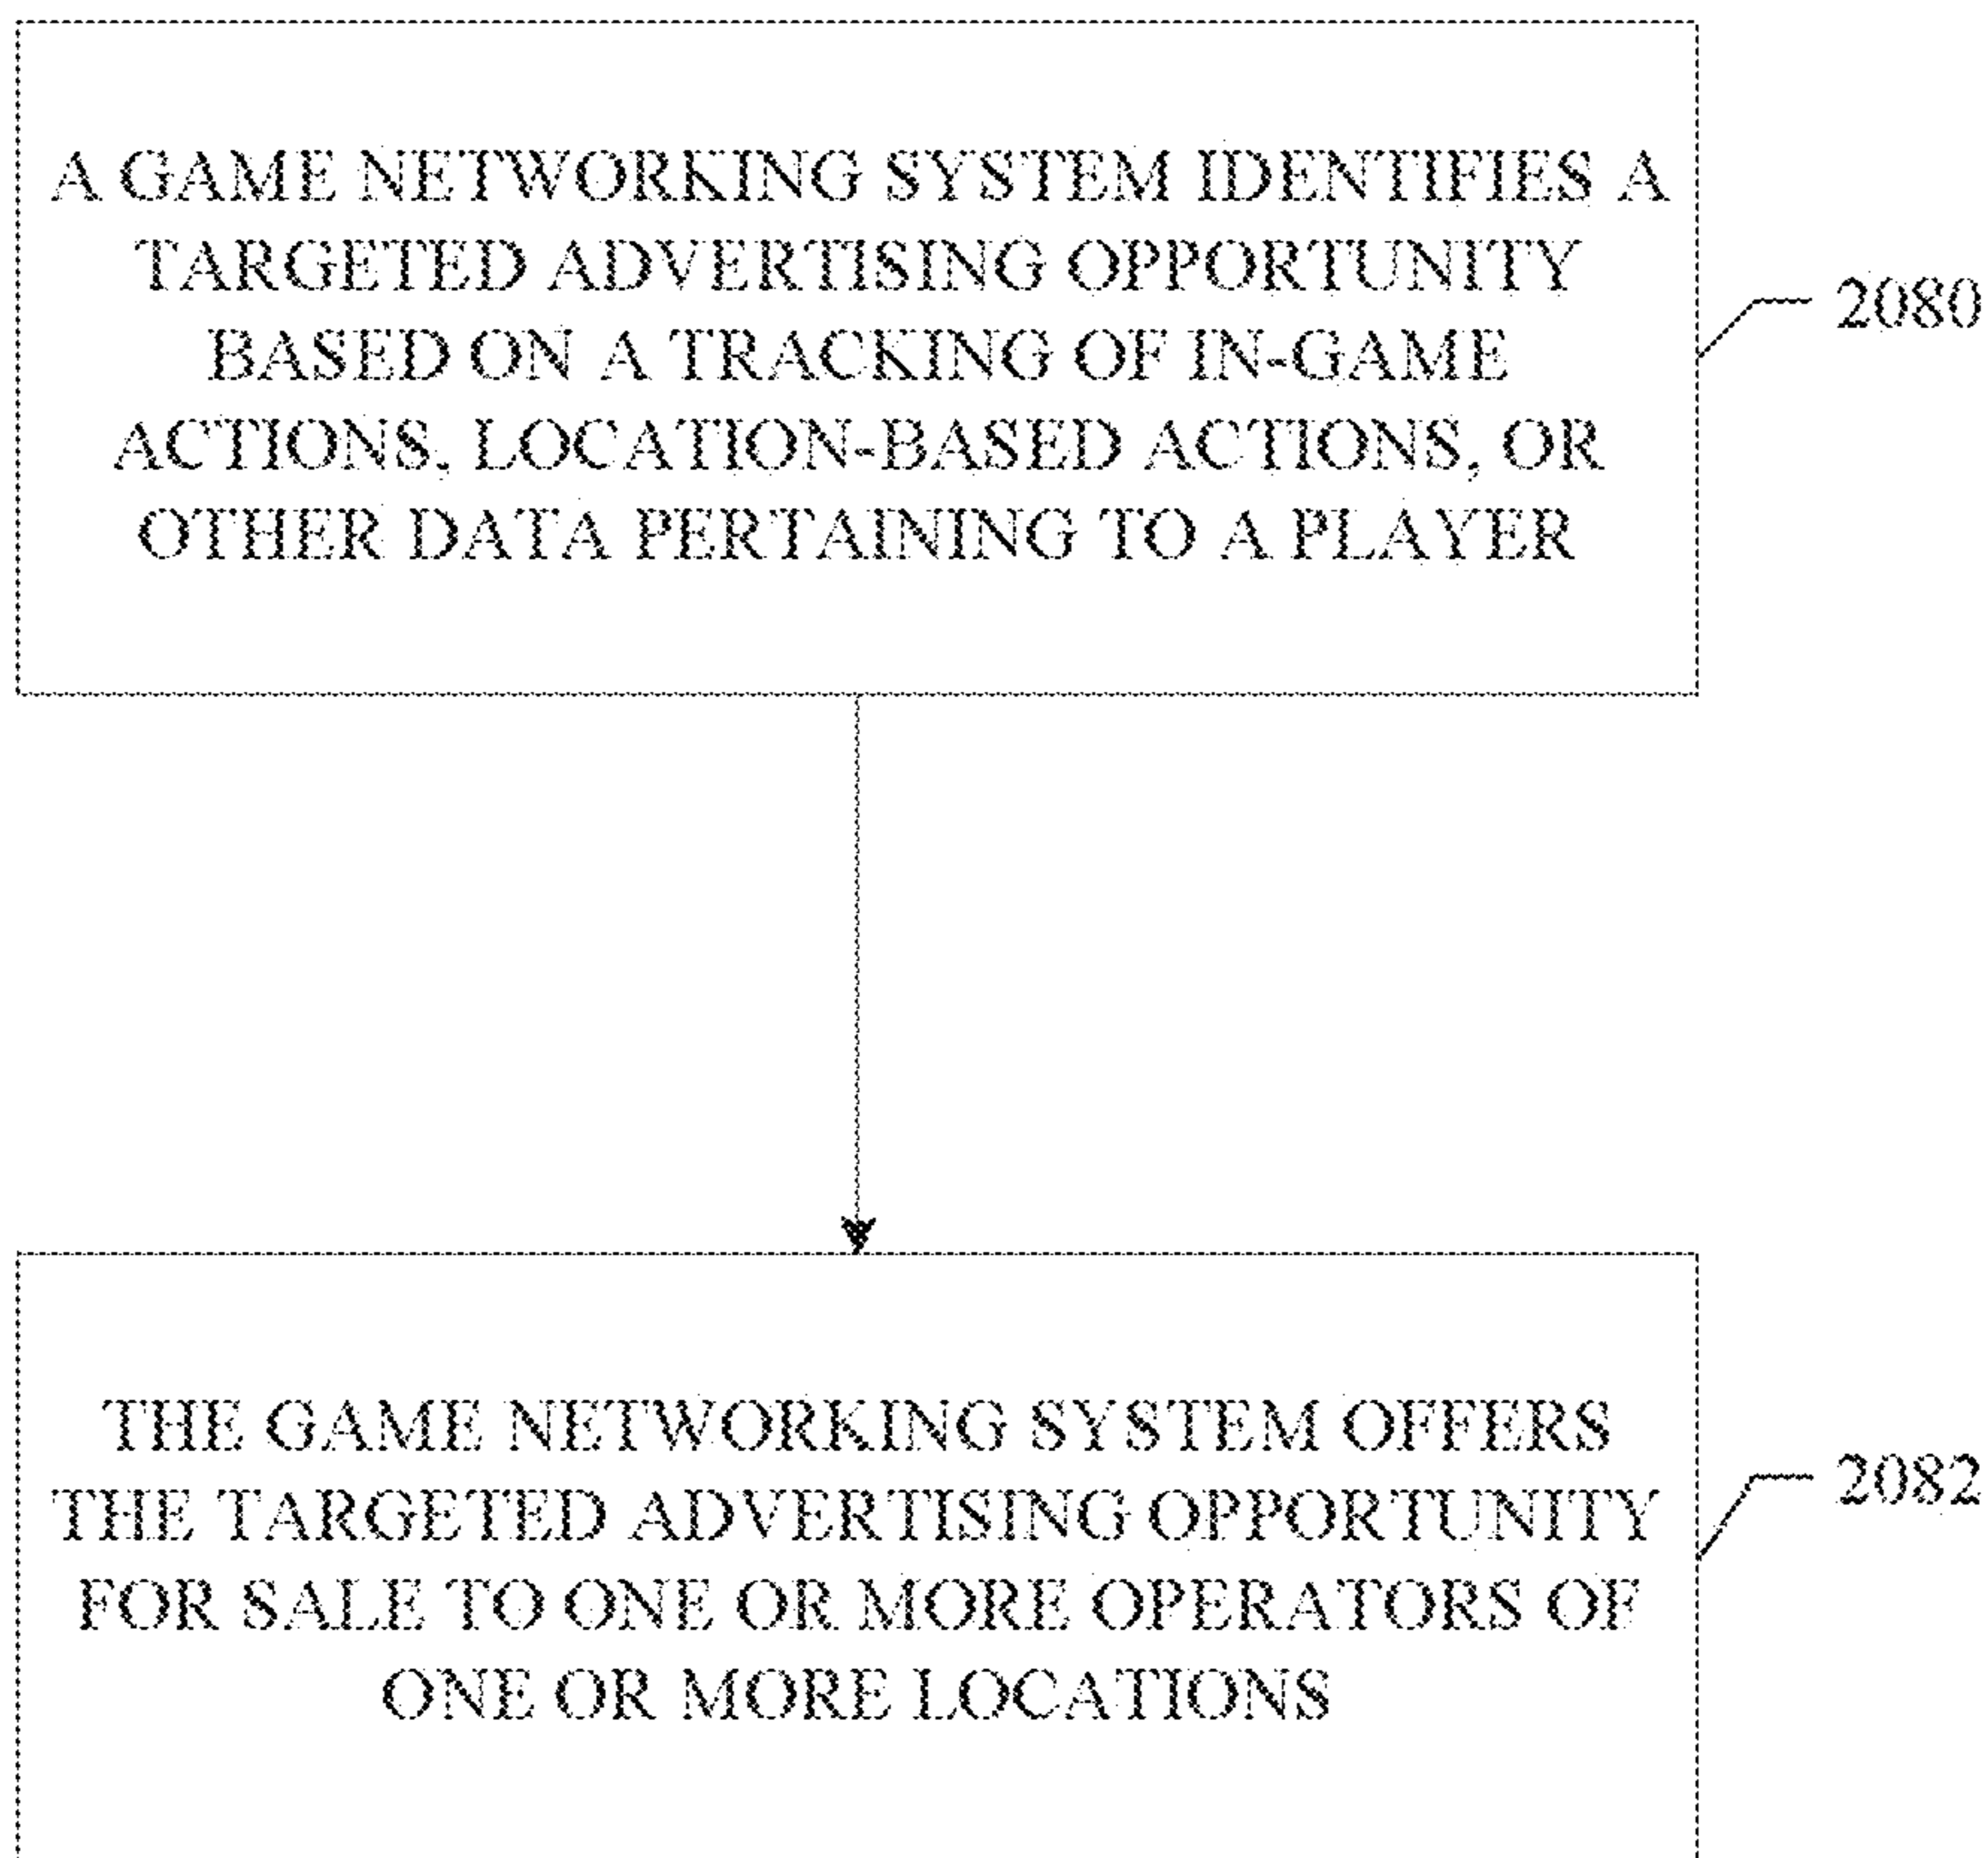 A GAME NETWORKING SYSTEM IDENTIFIES A
TARGETED ADVERTISING OPPORTUNITY
BASED ON A TRACKING OF IN-GAME
ACTIONS, LOCATION-BASED ACTIONS, OR
OTHER DATA PERTAINING TO A PLAYER
2080
THE GAME NETWORKING SYSTEM OFFERS
THE TARGETED ADVERTISING OPPORTUNITY
FOR SALE TO ONE OR MORE OPERATORS OF
ONE OR MORE LOCATIONS
2082